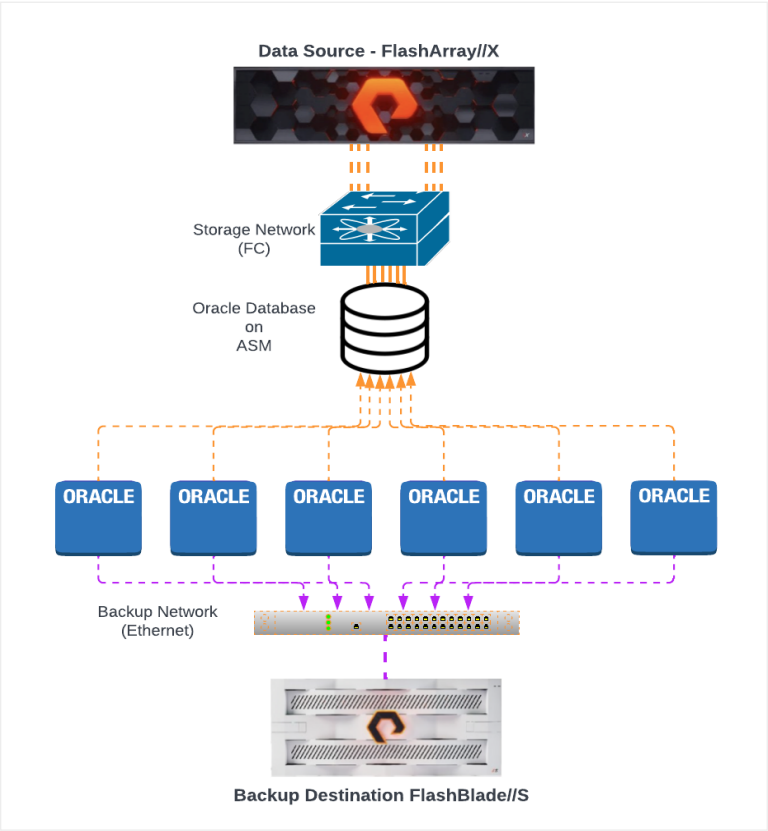 Data Source - FlashArray//X
Storage Network
(FC)
Oracle Database
on
ASM
ORACLE
ORACLE
ORACLE
ORACLE
ORACLE
ORACLE
Backup Network
(Ethernet)
Backup Destination FlashBlade//S